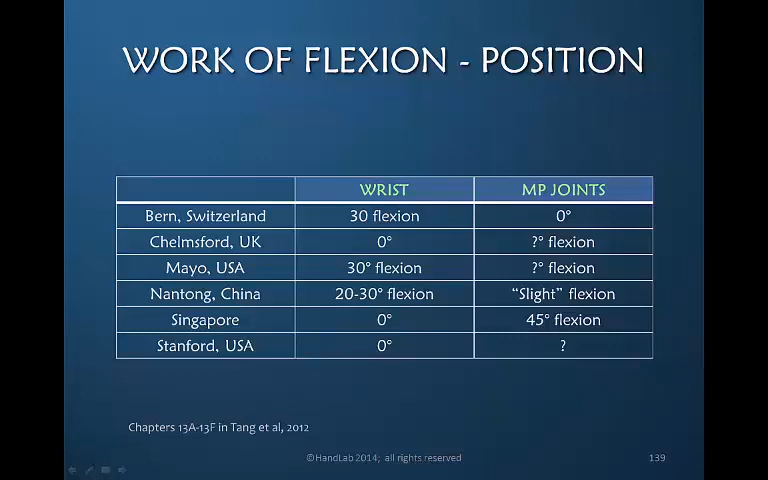 WORK OF FLEXION - POSITION
WRIST MP JOINTS
Bern, Switzerland 30 flexion 0°
Chelmsford, UK 0° ?° flexion
Mayo, USA 30° flexion ?° flexion
Nantong, China 20-30° flexion “Slight” flexion
Singapore 0° 45° flexion
Stanford, USA 0° ?
Chapters 13A-13F in Tang et al, 2012
©HandLab 2014; all rights reserved 139